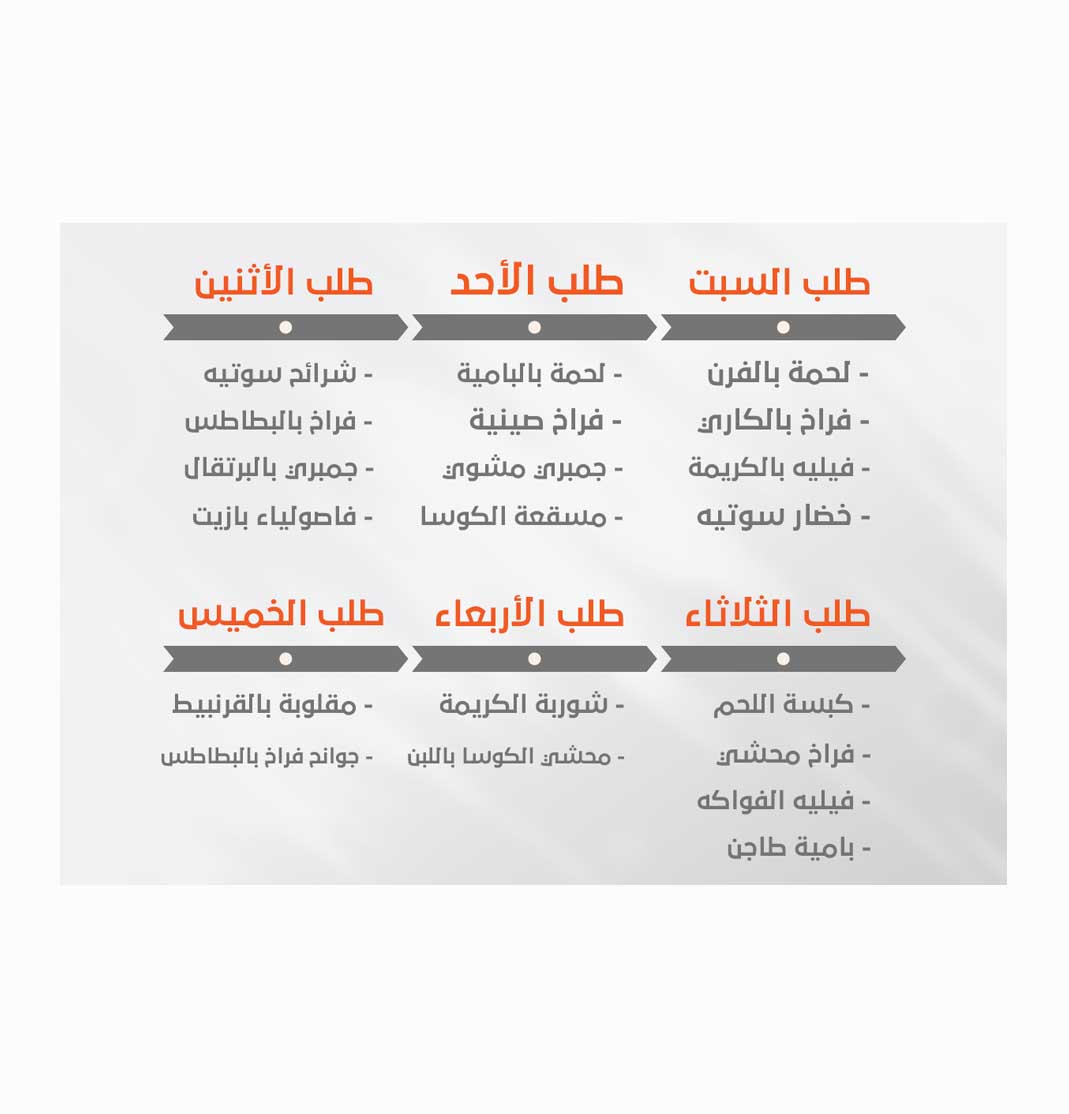 طلب السبت
- لحمة بالفرن
- فراخ بالكاري
- فيليه بالكريمة
- خضار سوتيه
طلب الأحد
- لحمة بالبامية
- فراخ صينية
- جمبري مشوي
- مسقعة الكوسا
طلب الأثنين
- شرائح سوتيه
- فراخ بالبطاطس
- جمبري بالبرتقال
- فاصولياء بازيت
طلب الثلاثاء
- كبسة اللحم
- فراخ محشي
- فيليه الفواكه
- بامية طاجن
طلب الأربعاء
- شوربة الكريمة
- محشي الكوسا باللبن
طلب الخميس
- مقلوبة بالقرنبيط
- جوانح فراخ بالبطاطس